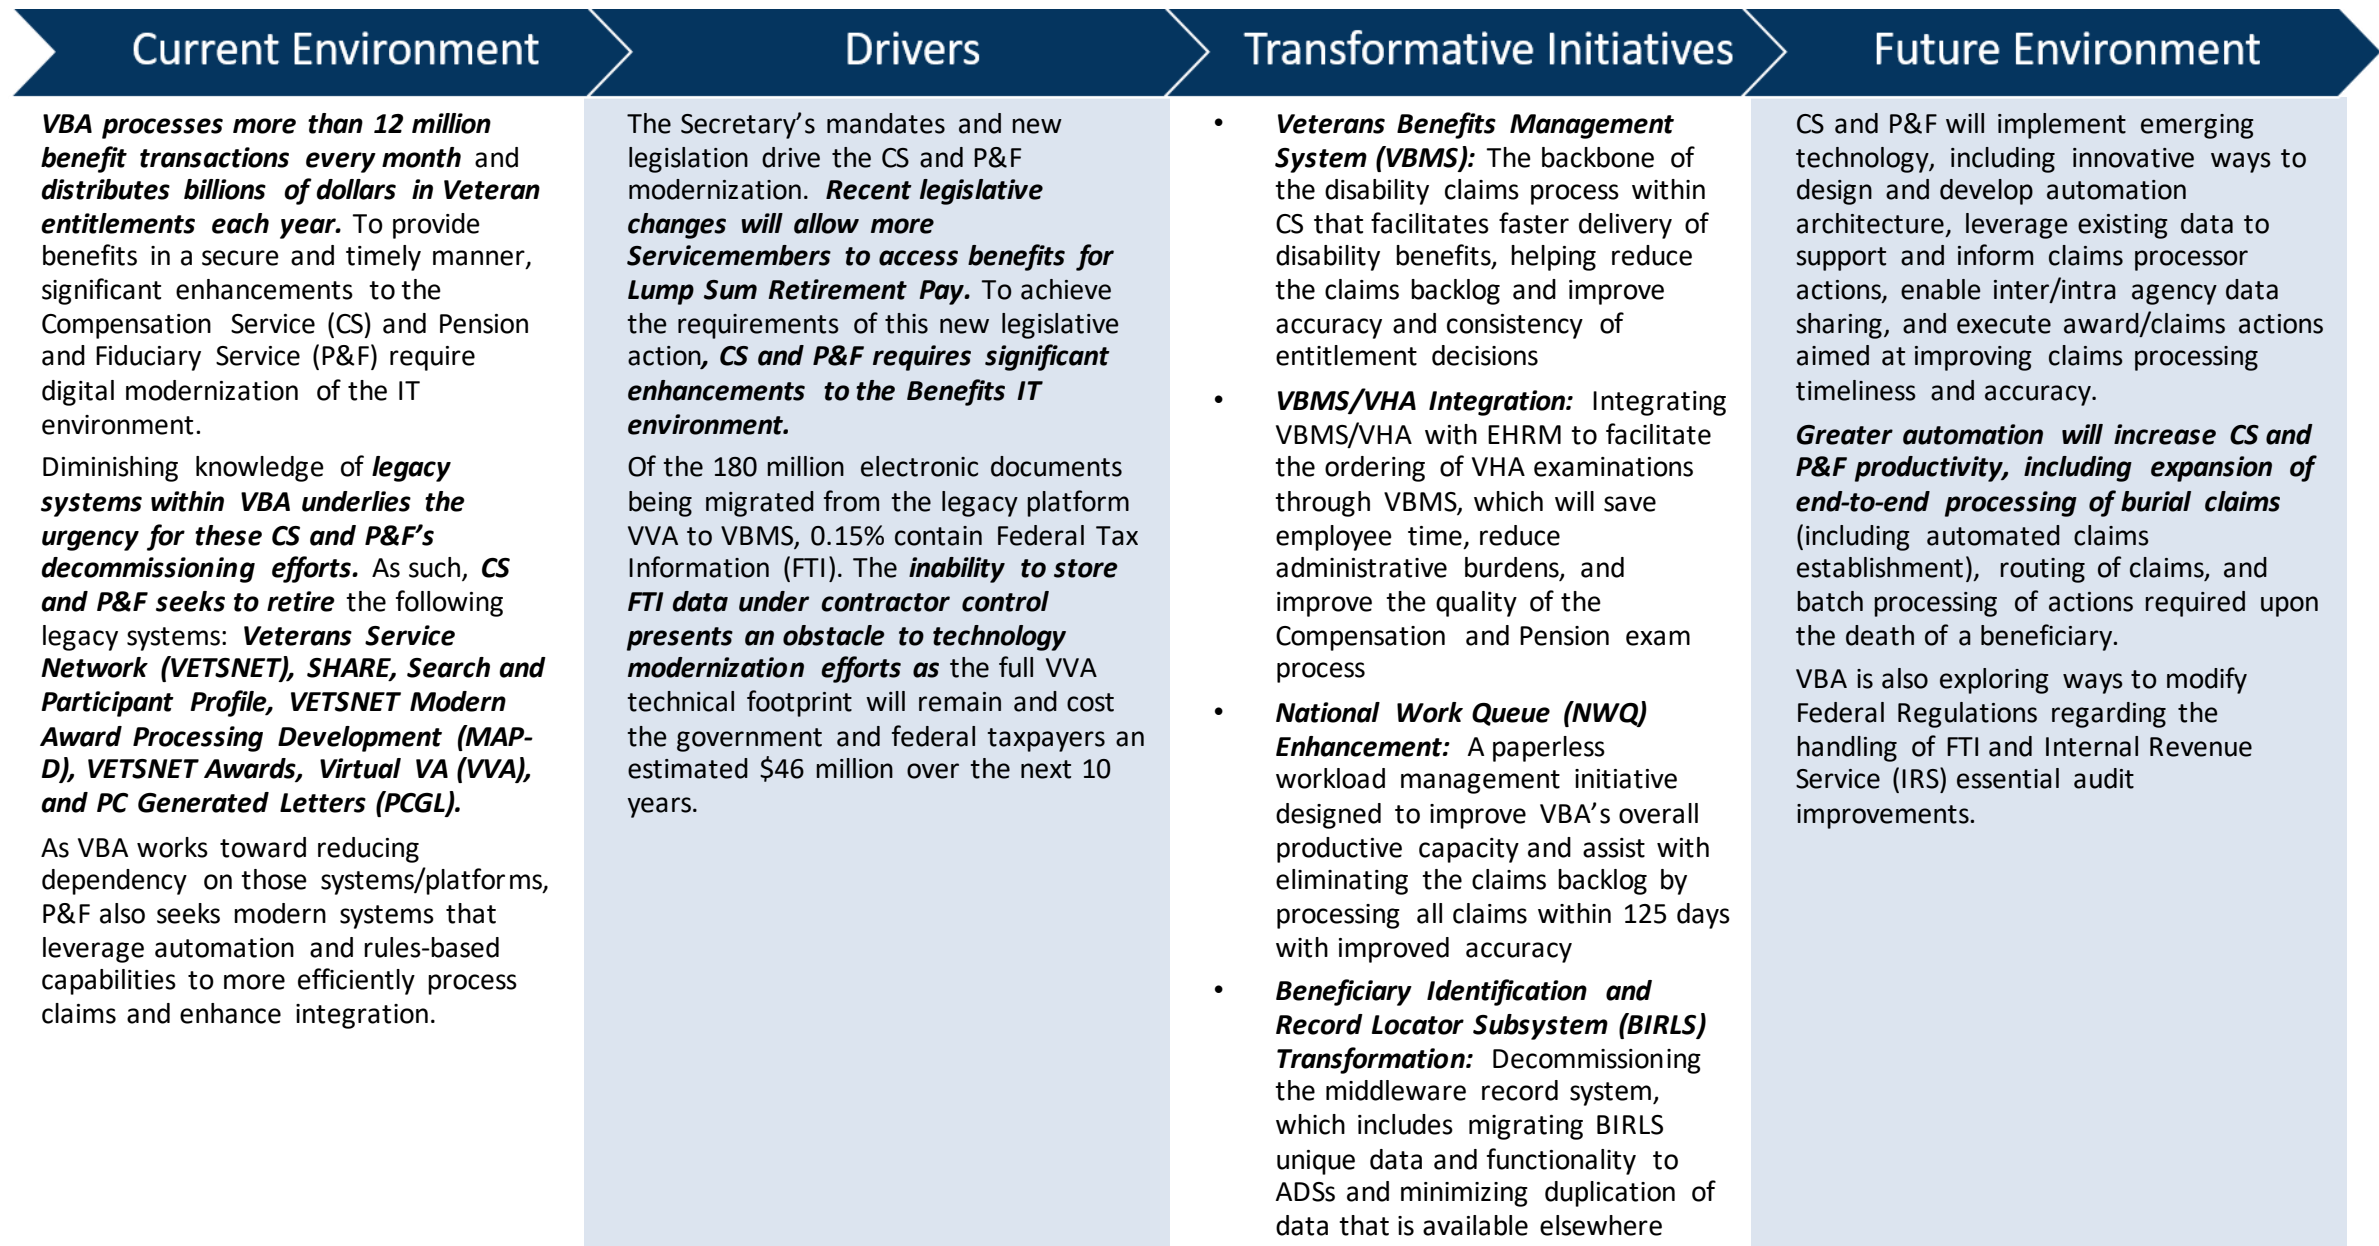 Current Environment
Drivers
Transformative Initiatives
Future Environment
VBA processes more than 12 million
benefit transactions every month and
distributes billions of dollars in Veteran
entitlements each year. To provide
benefits in a secure and timely manner,
significant enhancements to the
Compensation Service (CS) and Pension
and Fiduciary Service (P&F) require
digital modernization of the IT
environment.
Diminishing knowledge of legacy
systems within VBA underlies the
urgency for these CS and P&F’s
decommissioning efforts. As such, CS
and P&F seeks to retire the following
legacy systems: Veterans Service
Network (VETSNET), SHARE, Search and
Participant Profile, VETSNET Modern
Award Processing Development (MAP-
D), VETSNET Awards, Virtual VA (VVA),
and PC Generated Letters (PCGL).
As VBA works toward reducing
dependency on those systems/platforms,
P&F also seeks modern systems that
leverage automation and rules-based
capabilities to more efficiently process
claims and enhance integration.
The Secretary’s mandates and new
legislation drive the CS and P&F
modernization. Recent legislative
changes will allow more
Servicemembers to access benefits for
Lump Sum Retirement Pay. To achieve
the requirements of this new legislative
action, CS and P&F requires significant
enhancements to the Benefits IT
environment.
Of the 180 million electronic documents
being migrated from the legacy platform
VVA to VBMS, 0.15% contain Federal Tax
Information (FTI). The inability to store
FTI data under contractor control
presents an obstacle to technology
modernization efforts as the full VVA
technical footprint will remain and cost
the government and federal taxpayers an
estimated $46 million over the next 10
years.
• Veterans Benefits Management
System (VBMS): The backbone of
the disability claims process within
CS that facilitates faster delivery of
disability benefits, helping reduce
the claims backlog and improve
accuracy and consistency of
entitlement decisions
• VBMS/VHA Integration: Integrating
VBMS/VHA with EHRM to facilitate
the ordering of VHA examinations
through VBMS, which will save
employee time, reduce
administrative burdens, and
improve the quality of the
Compensation and Pension exam
process
• National Work Queue (NWQ)
Enhancement: A paperless
workload management initiative
designed to improve VBA’s overall
productive capacity and assist with
eliminating the claims backlog by
processing all claims within 125 days
with improved accuracy
• Beneficiary Identification and
Record Locator Subsystem (BIRLS)
Transformation: Decommissioning
the middleware record system,
which includes migrating BIRLS
unique data and functionality to
ADSs and minimizing duplication of
data that is available elsewhere
CS and P&F will implement emerging
technology, including innovative ways to
design and develop automation
architecture, leverage existing data to
support and inform claims processor
actions, enable inter/intra agency data
sharing, and execute award/claims actions
aimed at improving claims processing
timeliness and accuracy.
Greater automation will increase CS and
P&F productivity, including expansion of
end-to-end processing of burial claims
(including automated claims
establishment), routing of claims, and
batch processing of actions required upon
the death of a beneficiary.
VBA is also exploring ways to modify
Federal Regulations regarding the
handling of FTI and Internal Revenue
Service (IRS) essential audit
improvements.